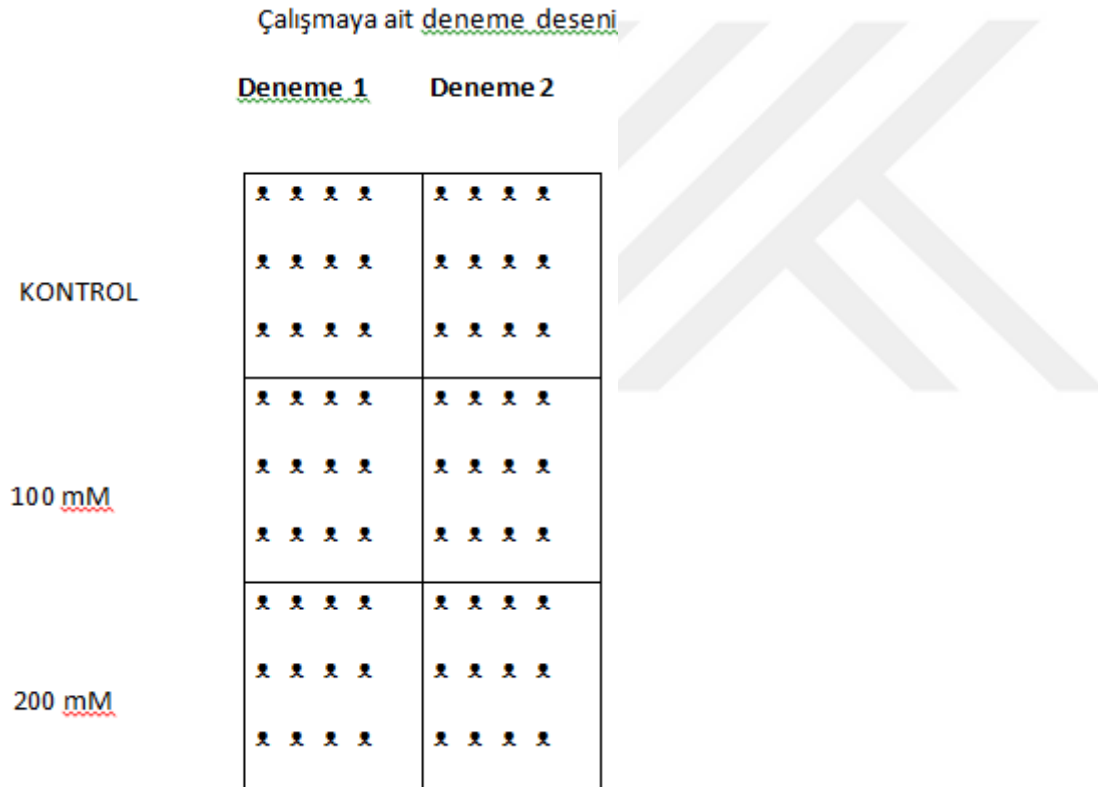 Çalışmaya ait deneme deseni
Deneme 1 Deneme 2
KONTROL
100 mM
200 mM